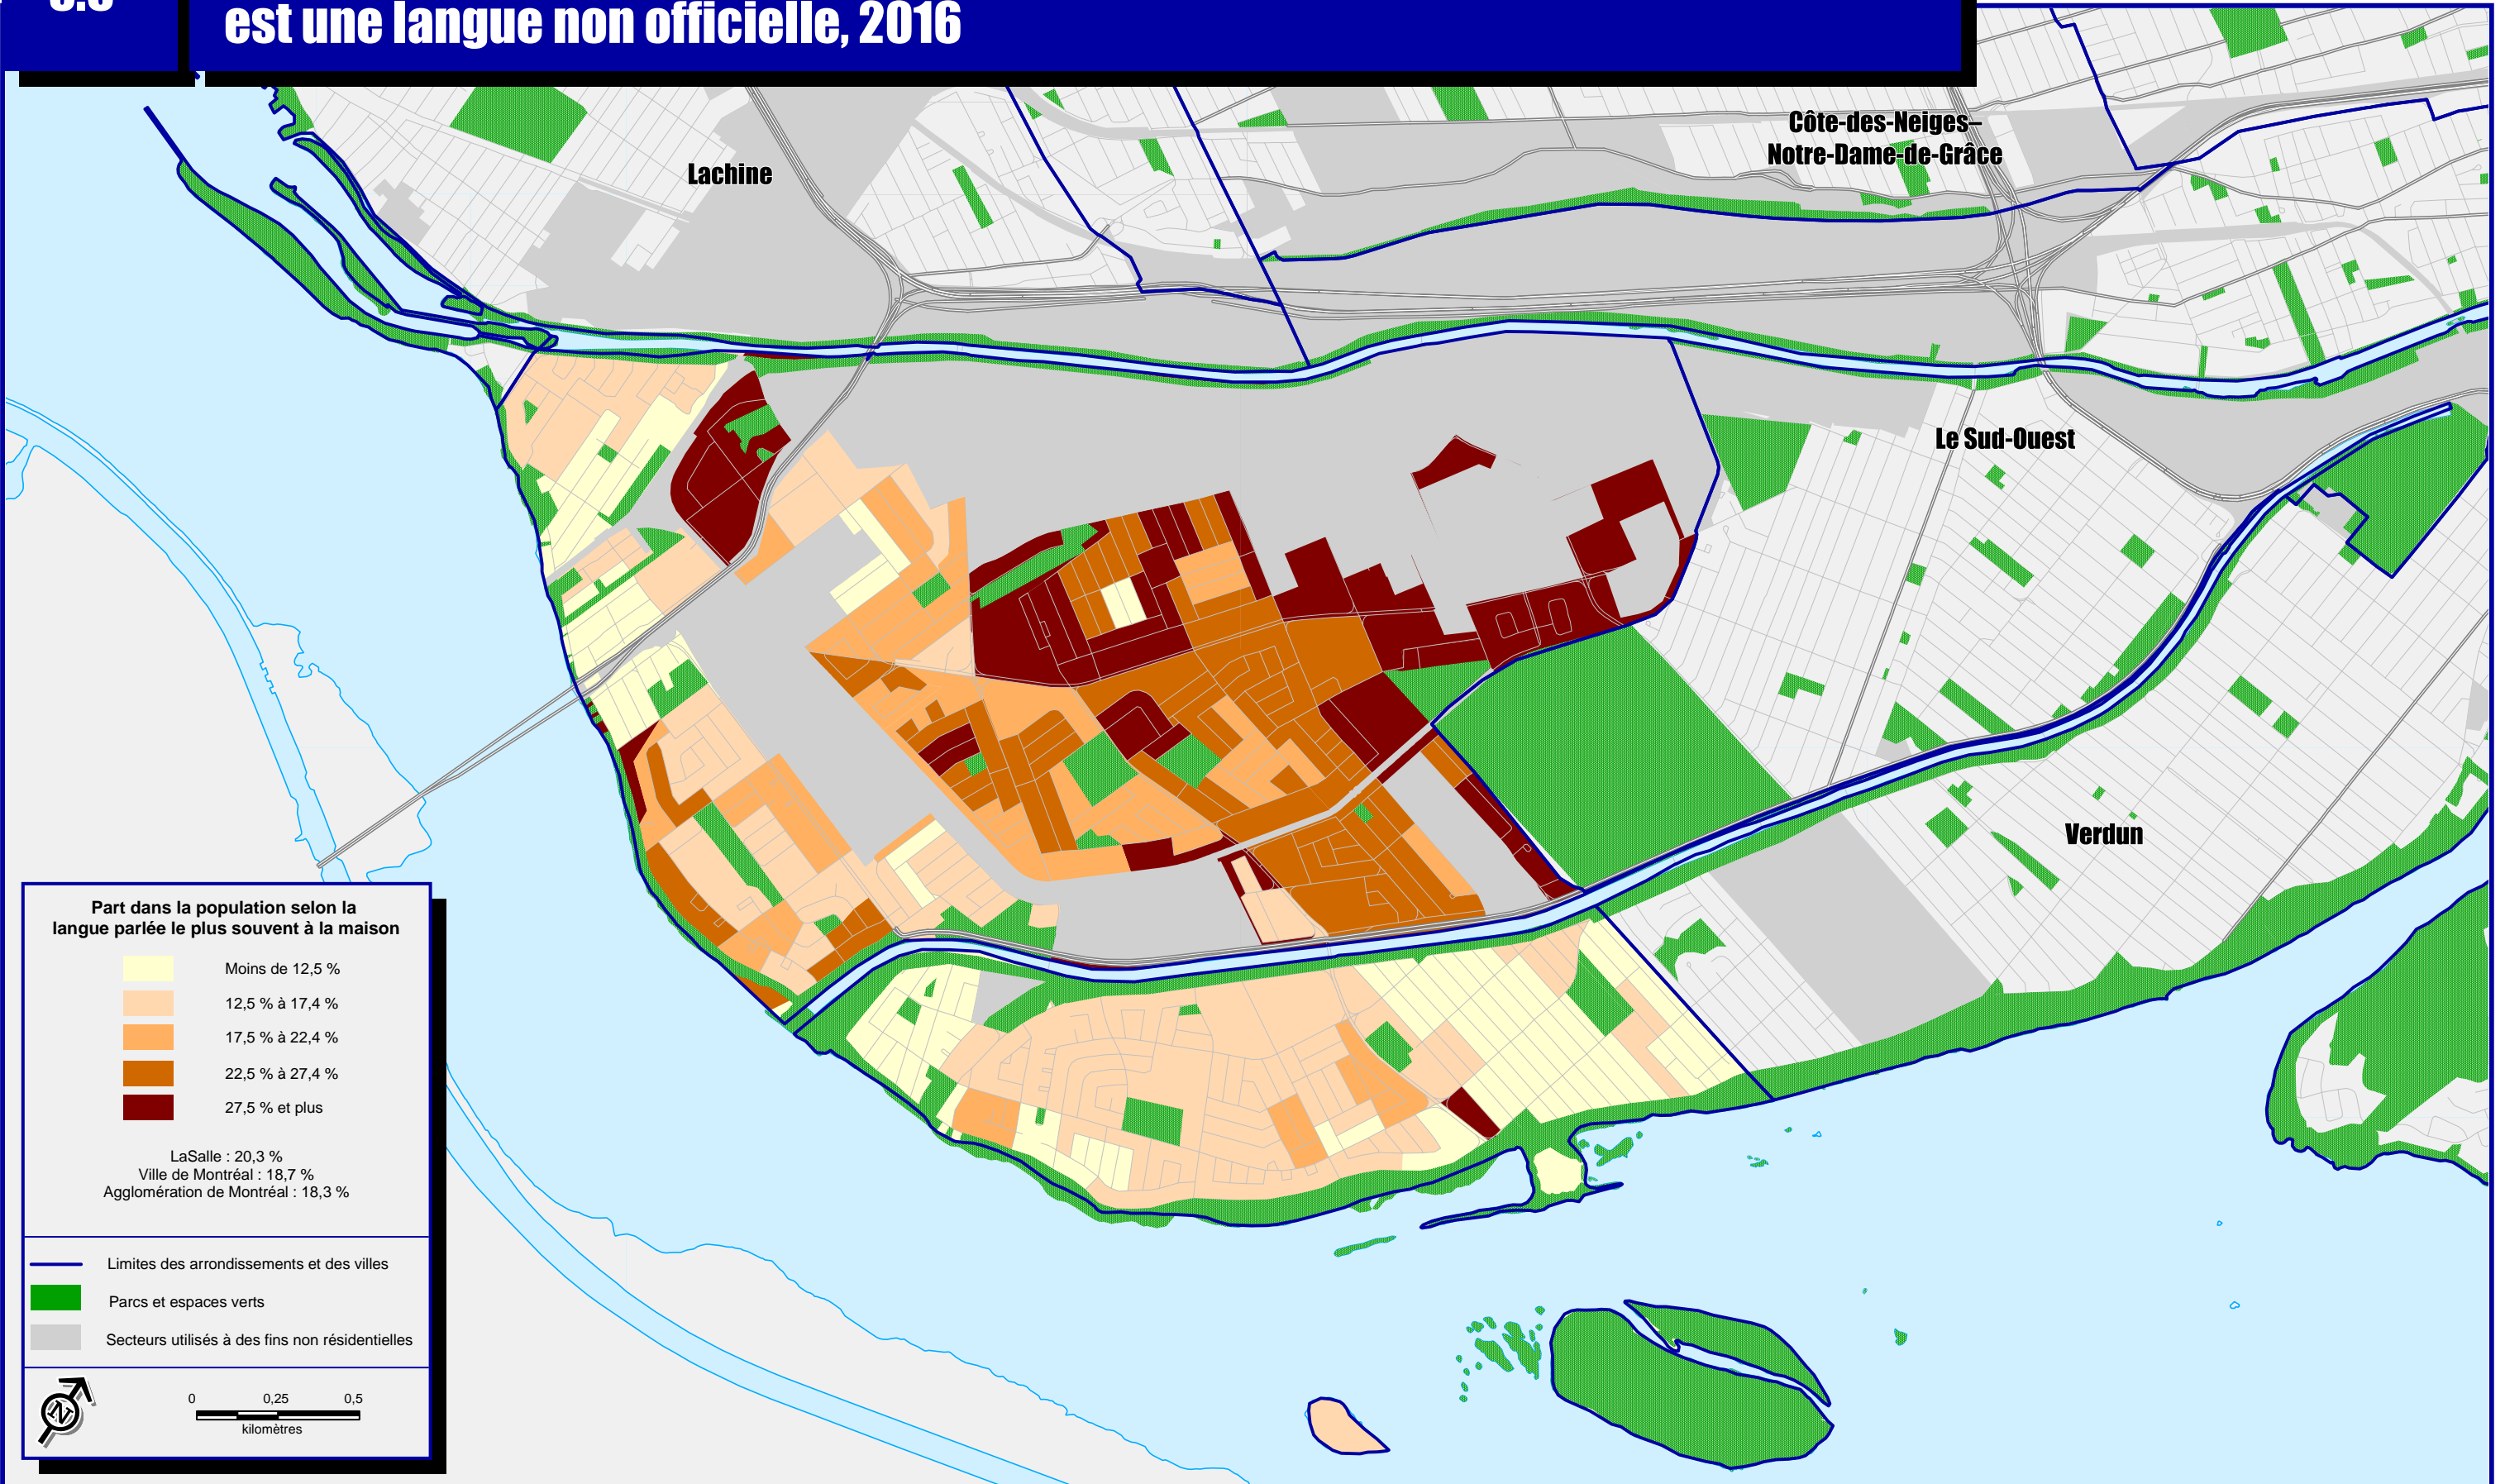 est une langue non officielle, 2016
Côte-des-Neiges–
Notre-Dame-de-Grâce
Lachine
Le Sud-Ouest
Verdun
Part dans la population selon la
langue parlée le plus souvent à la maison
Moins de 12,5 %
12,5 % à 17,4 %
17,5 % à 22,4 %
22,5 % à 27,4 %
27,5 % et plus
LaSalle : 20,3 %
Ville de Montréal : 18,7 %
Agglomération de Montréal : 18,3 %
Limites des arrondissements et des villes
Parcs et espaces verts
Secteurs utilisés à des fins non résidentielles
N
0 0,25 0,5
kilomètres